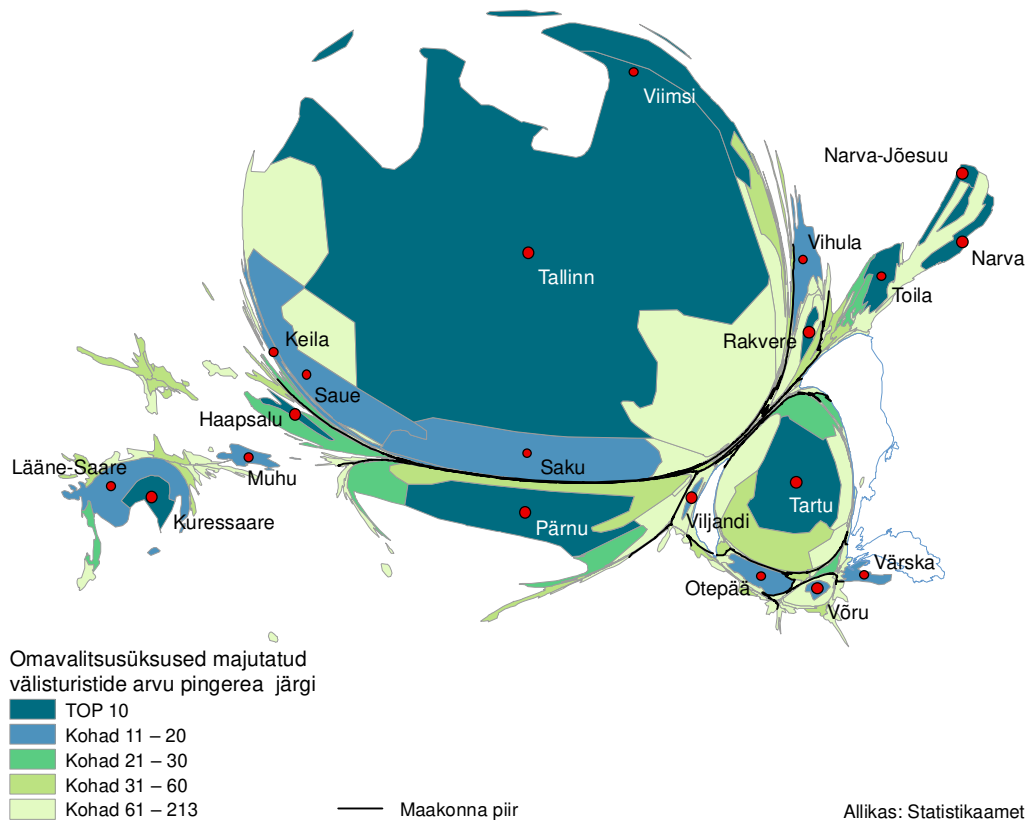 Viimsi
Narva-Jõesuu
Tallinn
Vihula
Narva
Toila
Rakvere
Keila
Saue
Haapsalu
Saku
Lääne-Saare
Muhu
Kuressaare
Pärnu
Viljandi
Tartu
Värska
Otepää
Võru
Omavalitsusüksused majutatud
välisturistide arvu pingerea järgi
TOP 10
Kohad 11 – 20
Kohad 21 – 30
Kohad 31 – 60
Kohad 61 – 213
Maakonna piir
Allikas: Statistikaamet